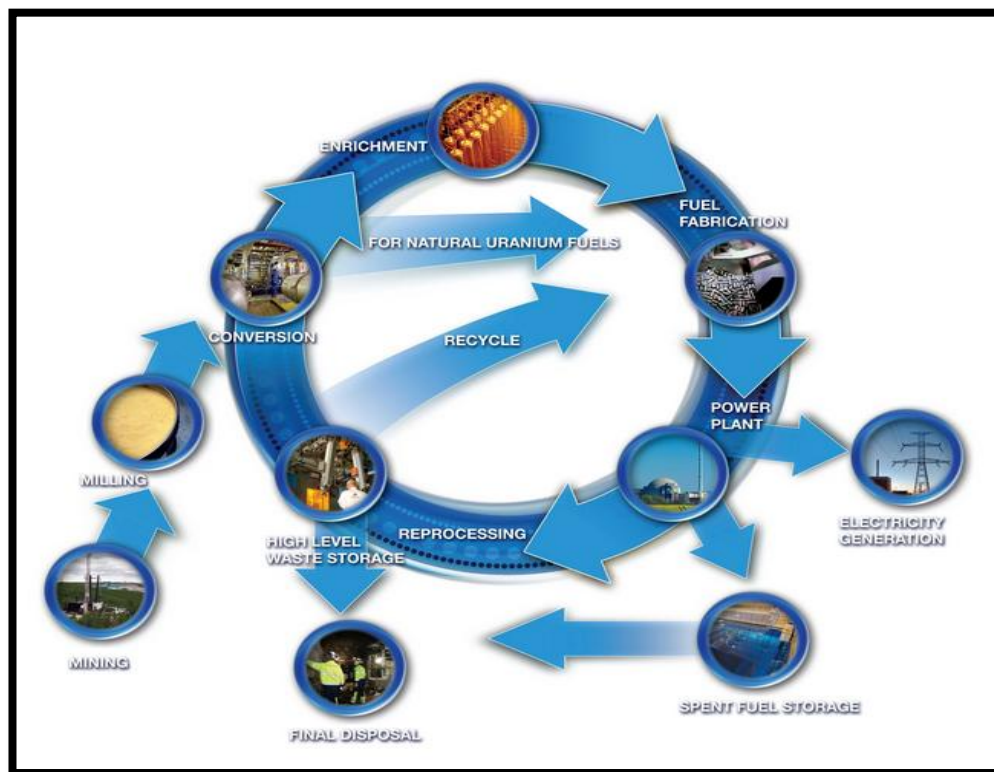 ENRICHMENT
FUEL
FABRICATION
FOR NATURAL URANIUM FUELS
CONVERSION
RECYCLE
POWER
PLANT
MILLING
ELECTRICITY
GENERATION
REPROCESSING
HIGH LEVEL
WASTE STORAGE
MINING
SPENT FUEL STORAGE
FINAL DISPOSAL